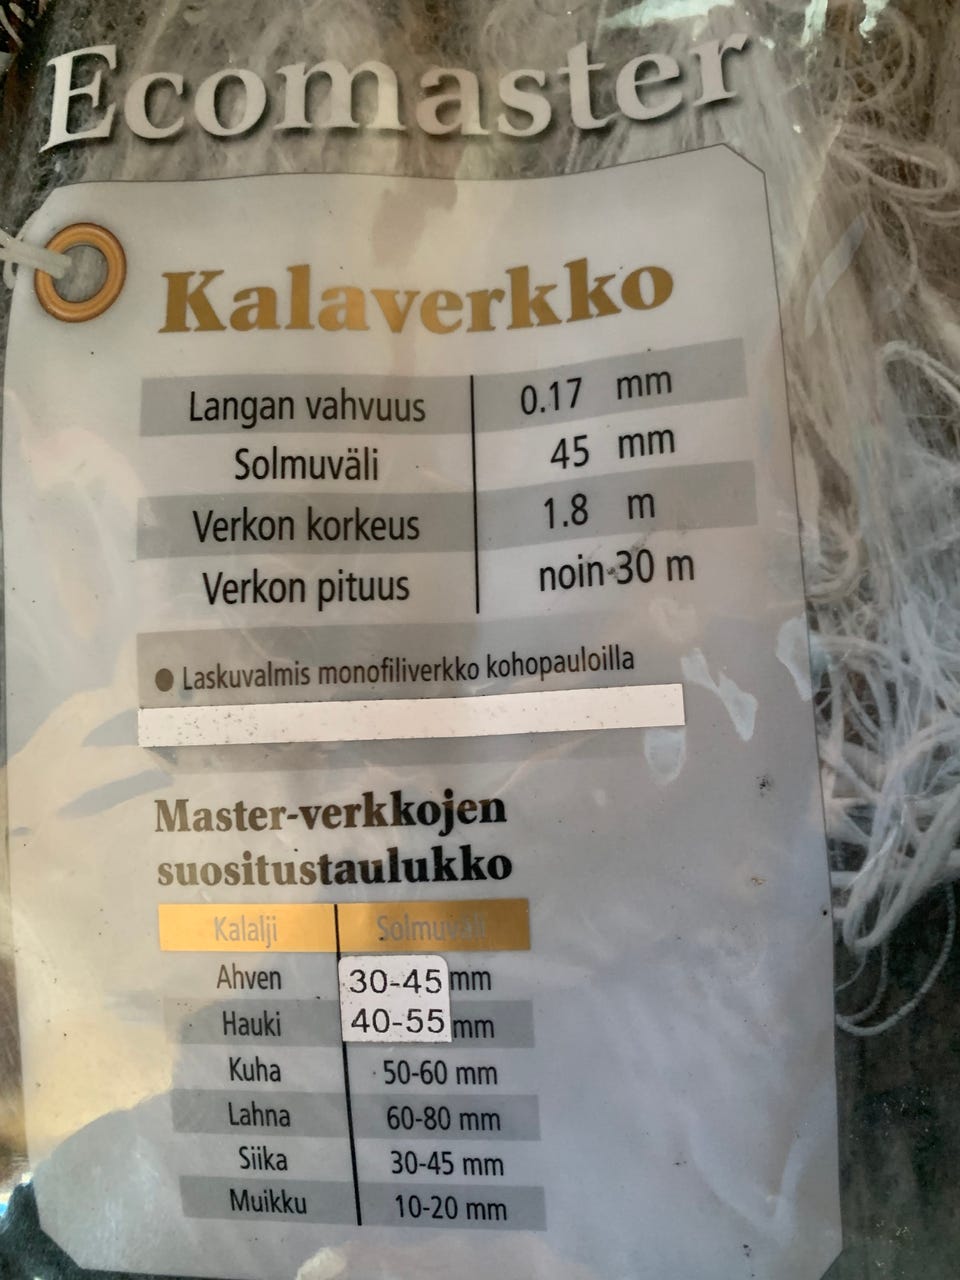 Ecomaster
Kalaverkko
Langan vahvuus 0.17 mm
Solmuväli 45 mm
Verkon korkeus 1.8 m
Verkon pituus noin 30 m
● Laskuvalmis monofiliverkko kohopauloilla
Master-verkkojen
suositustaulukko
Kalalji Solmuväli
Ahven 30-45 mm
Hauki 40-55 mm
Kuha 50-60 mm
Lahna 60-80 mm
Siika 30-45 mm
Muikku 10-20 mm